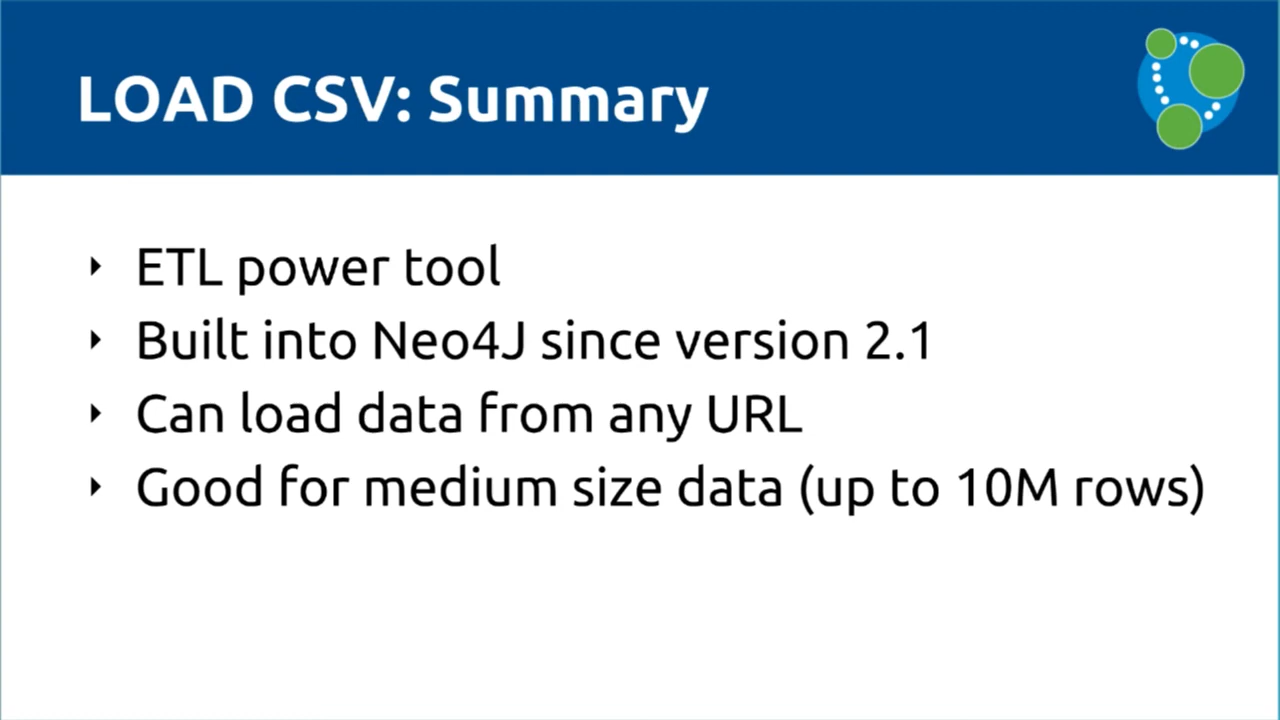 LOAD CSV: Summary
‣ ETL power tool
‣ Built into Neo4J since version 2.1
‣ Can load data from any URL
‣ Good for medium size data (up to 10M rows)